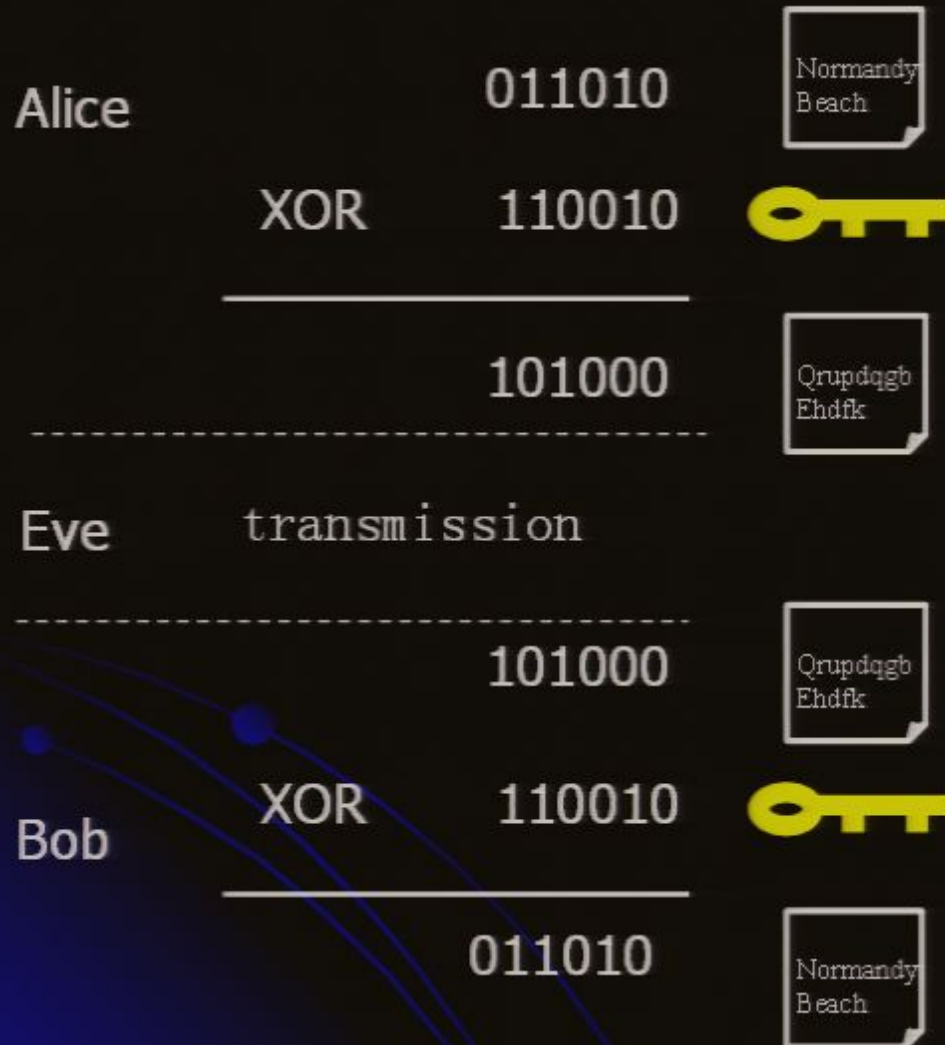 Alice 011010
Normandy
Beach
XOR 110010
101000
Qrupdqgb
Ehdfk
Eve transmission
101000
Qrupdqgb
Ehdfk
Bob XOR 110010
011010
Normandy
Beach